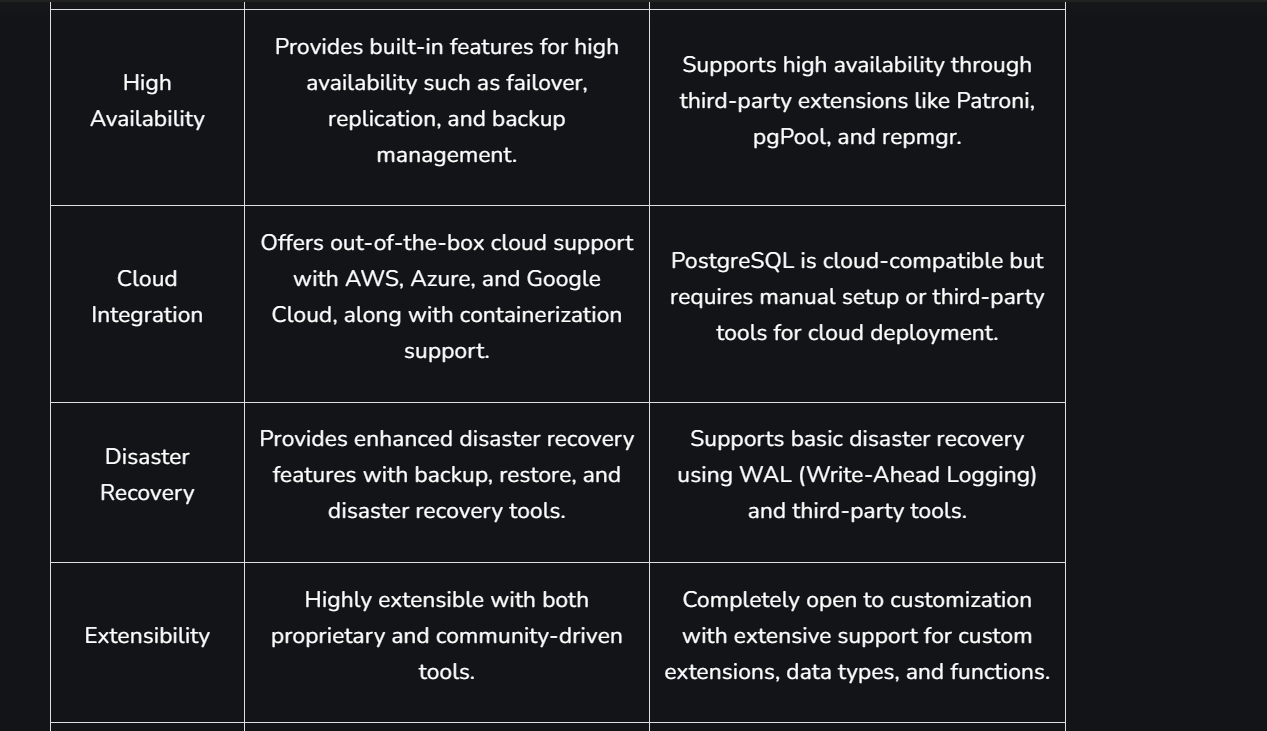 High
Availability
Provides built-in features for high
availability such as failover,
replication, and backup
management.
Supports high availability through
third-party extensions like Patroni,
pgPool, and repmgr.
Cloud
Integration
Offers out-of-the-box cloud support
with AWS, Azure, and Google
Cloud, along with containerization
support.
PostgreSQL is cloud-compatible but
requires manual setup or third-party
tools for cloud deployment.
Disaster
Recovery
Provides enhanced disaster recovery
features with backup, restore, and
disaster recovery tools.
Supports basic disaster recovery
using WAL (Write-Ahead Logging)
and third-party tools.
Extensibility
Highly extensible with both
proprietary and community-driven
tools.
Completely open to customization
with extensive support for custom
extensions, data types, and functions.